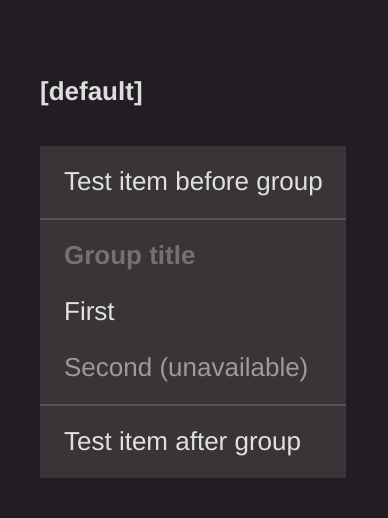 [default]
Test item before group
Group title
First
Second (unavailable)
Test item after group